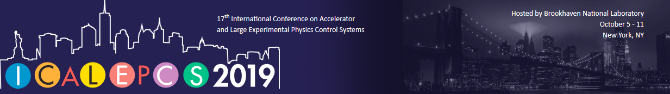 17th International Conference on Accelerator
and Large Experimental Physics Control Systems
Hosted by Brookhaven National Laboratory
October 5 - 11
New York, NY
ICALEPCS 2019